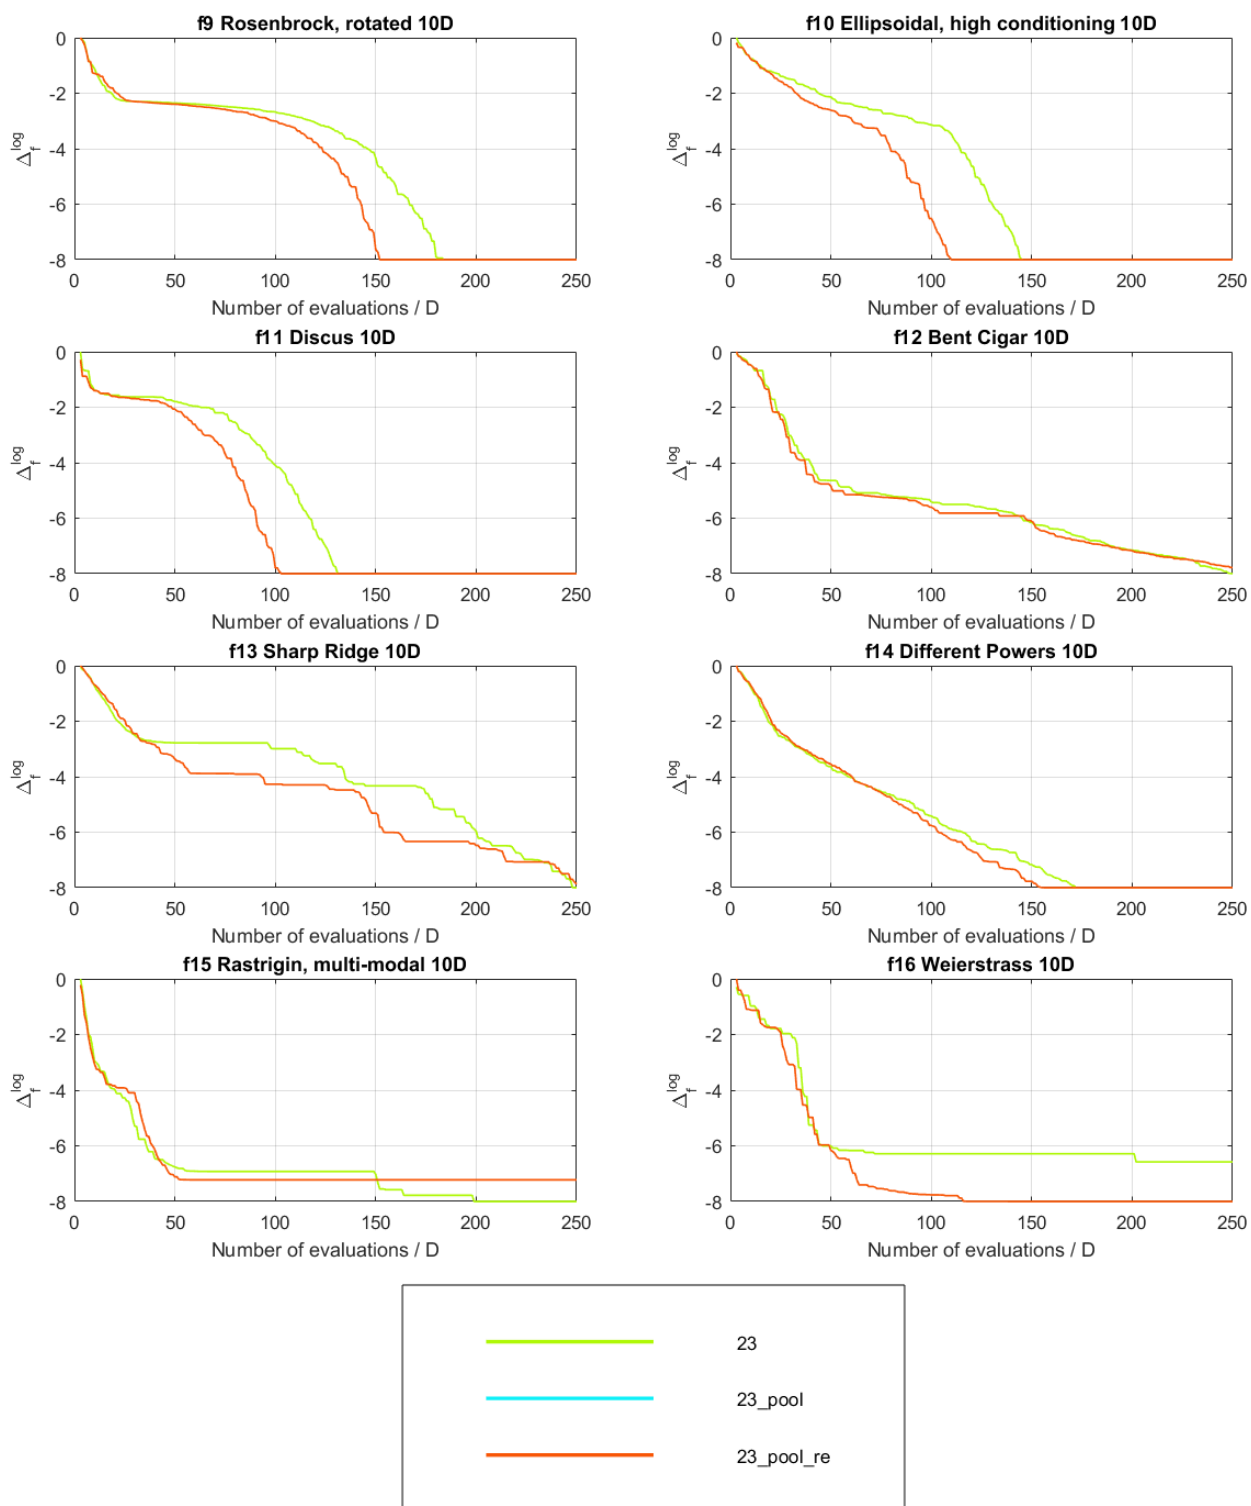 f9 Rosenbrock, rotated 10D
0
-2
-4
-6
-8
Δf log
0 50 100 150 200 250
Number of evaluations / D
f10 Ellipsoidal, high conditioning 10D
0
-2
-4
-6
-8
Δf log
0 50 100 150 200 250
Number of evaluations / D
f11 Discus 10D
0
-2
-4
-6
-8
Δf log
0 50 100 150 200 250
Number of evaluations / D
f12 Bent Cigar 10D
0
-2
-4
-6
-8
Δf log
0 50 100 150 200 250
Number of evaluations / D
f13 Sharp Ridge 10D
0
-2
-4
-6
-8
Δf log
0 50 100 150 200 250
Number of evaluations / D
f14 Different Powers 10D
0
-2
-4
-6
-8
Δf log
0 50 100 150 200 250
Number of evaluations / D
f15 Rastrigin, multi-modal 10D
0
-2
-4
-6
-8
Δf log
0 50 100 150 200 250
Number of evaluations / D
f16 Weierstrass 10D
0
-2
-4
-6
-8
Δf log
0 50 100 150 200 250
Number of evaluations / D
23
23_pool
23_pool_re